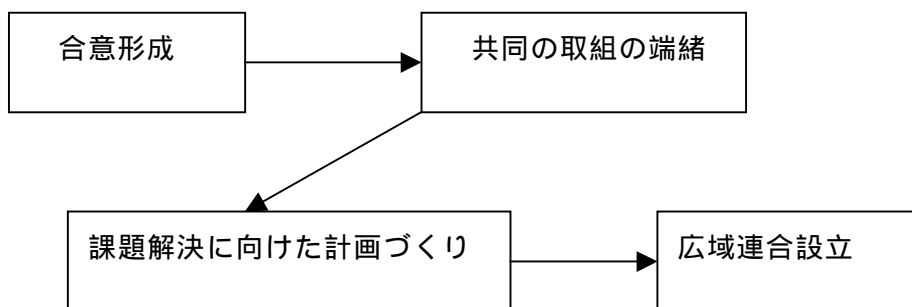 合意形成
共同の取組の端緒
課題解決に向けた計画づくり
広域連合設立